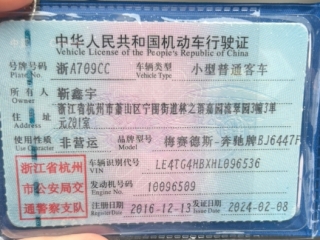 中华人民共和国机动车行驶证
Vehicle License of the People's Republic of China
号牌号码 浙A709CC 车辆类型 小型普通客车
Plate No. Vehicle Type
所有人 靳鑫宇
Owner
住址 浙江省杭州市萧山区宁围街道林之语嘉园流苹园3幢3单
Address 元701室
使用性质 非营运 品牌型号 梅赛德斯-奔驰牌BJ6447F
Use Character Model
浙江省杭州 车辆识别代号 LE4TG4HBXHL096536
VIN
市公安局交 发动机号码 10096509
Engine No.
通警察支队 注册日期 2016-12-13 发证日期 2024-02-08
Register Date Issue Date